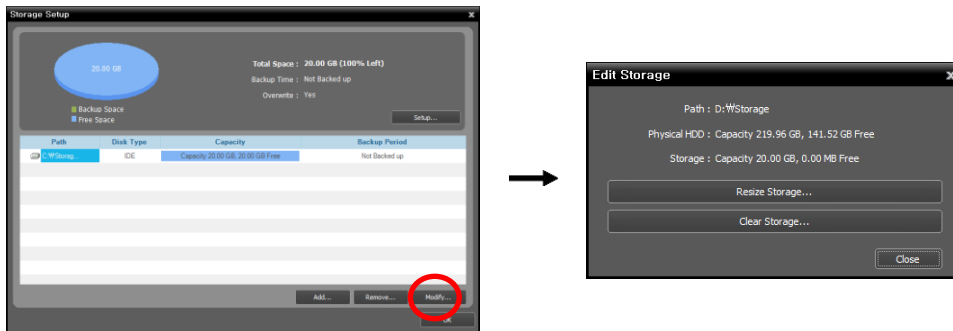 Storage Setup x
20.00 GB
Total Space : 20.00 GB (100% Left)
Backup Time : Not Backed up
Overwrite : Yes
Backup Space
Free Space
Setup...
Path Disk Type Capacity Backup Period
C:₩Storag... IDE Capacity 20.00 GB, 20.00 GB Free Not Backed up
Add... Remove... Modify...
OK
Edit Storage x
Path : D:₩Storage
Physical HDD : Capacity 219.96 GB, 141.52 GB Free
Storage : Capacity 20.00 GB, 0.00 MB Free
Resize Storage...
Clear Storage...
Close